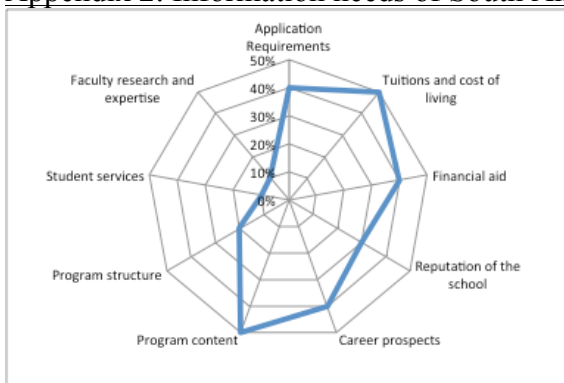 Appendix 2: Information needs of South Am
Application
Requirements
50%
Faculty research and
expertise
Tuitions and cost of
living
40%
30%
20%
10%
0%
Student services
Financial aid
Program structure
Reputation of the
school
Program content
Career prospects